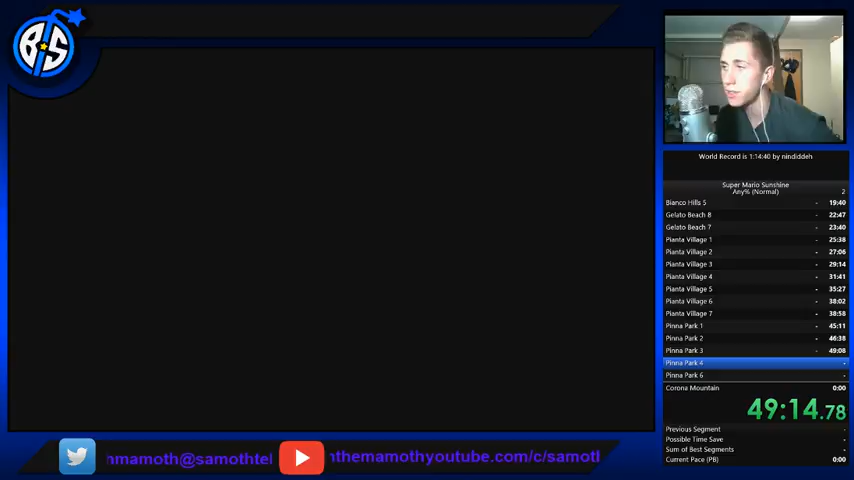 BS
World Record is 1:14:40 by nindiddeh
Super Mario Sunshine
Any% (Normal) 2
Bianco Hills 5 - 19:40
Gelato Beach 8 - 22:47
Gelato Beach 7 - 23:40
Pianta Village 1 - 25:38
Pianta Village 2 - 27:06
Pianta Village 3 - 29:14
Pianta Village 4 - 31:41
Pianta Village 5 - 35:27
Pianta Village 6 - 38:02
Pianta Village 7 - 38:58
Pinna Park 1 - 45:11
Pinna Park 2 - 46:38
Pinna Park 3 - 49:08
Pinna Park 4 -
Pinna Park 6 -
Corona Mountain 0:00
49:14.78
Previous Segment -
Possible Time Save -
Sum of Best Segments -
Current Pace (PB) 0:00
hmamoth@samothtel
nthemamothyoutube.com/c/samotl